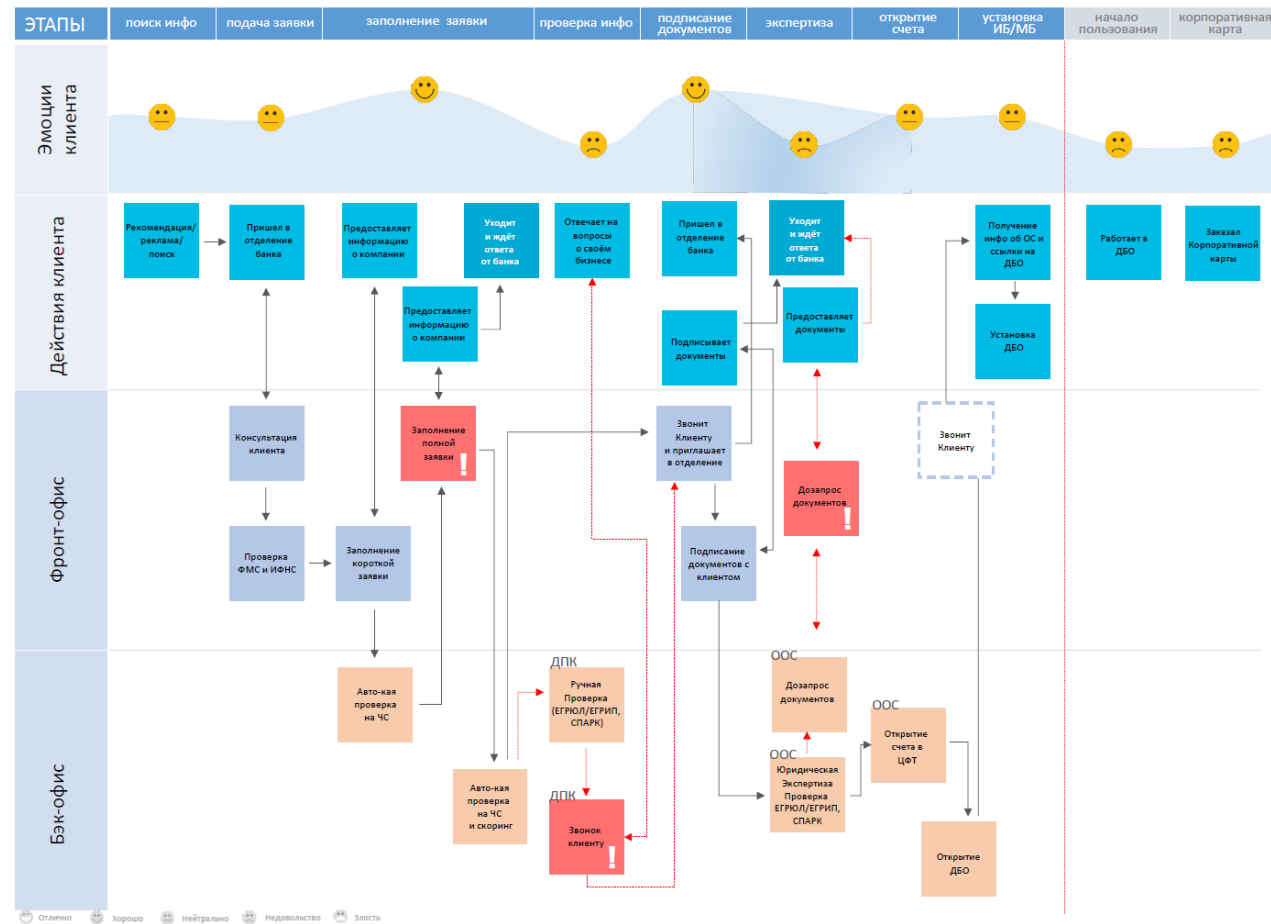 ЭТАПЫ
поиск инфо
подача заявки
заполнение заявки
проверка инфо
подписание
документов
экспертиза
открытие
счета
установка
ИБ/МБ
начало
пользования
корпоративная
карта
Эмоции
клиента
Действия клиента
Рекомендация/
реклама/
поиск
Пришел в
отделение
банка
Предоставляет
информацию
о компании
Уходит
и ждёт
ответа
от банка
Отвечает на
вопросы
о своём
бизнесе
Пришел в
отделение
банка
Уходит
и ждёт
ответа
от банка
Получение
инфо об ОС и
ссылки на
ДБО
Работает в
ДБО
Заказал
Корпоративной
карты
Предоставляет
информацию
о компании
Подписывает
документы
Предоставляет
документы
Установка
ДБО
Фронт-офис
Консультация
клиента
Заполнение
полной
заявки
!
Звонит
Клиенту
и приглашает
в отделение
Звонит
Клиенту
Дозапрос
документов
!
Проверка
ФМС и ИФНС
Заполнение
короткой
заявки
Подписание
документов с
клиентом
Бэк-офис
Авто-кая
проверка
на ЧС
ДПК
Ручная
Проверка
(ЕГРЮЛ/ЕГРИП,
СПАРК)
ООС
Дозапрос
документов
ООС
Открытие
счета в
ЦФТ
Авто-кая
проверка
на ЧС
и скоринг
ДПК
Звонок
клиенту
!
ООС
Юридическая
Экспертиза
Проверка
ЕГРЮЛ/ЕГРИП,
СПАРК
Открытие
ДБО
Отлично
Хорошо
Нейтрально
Недовольство
Злость